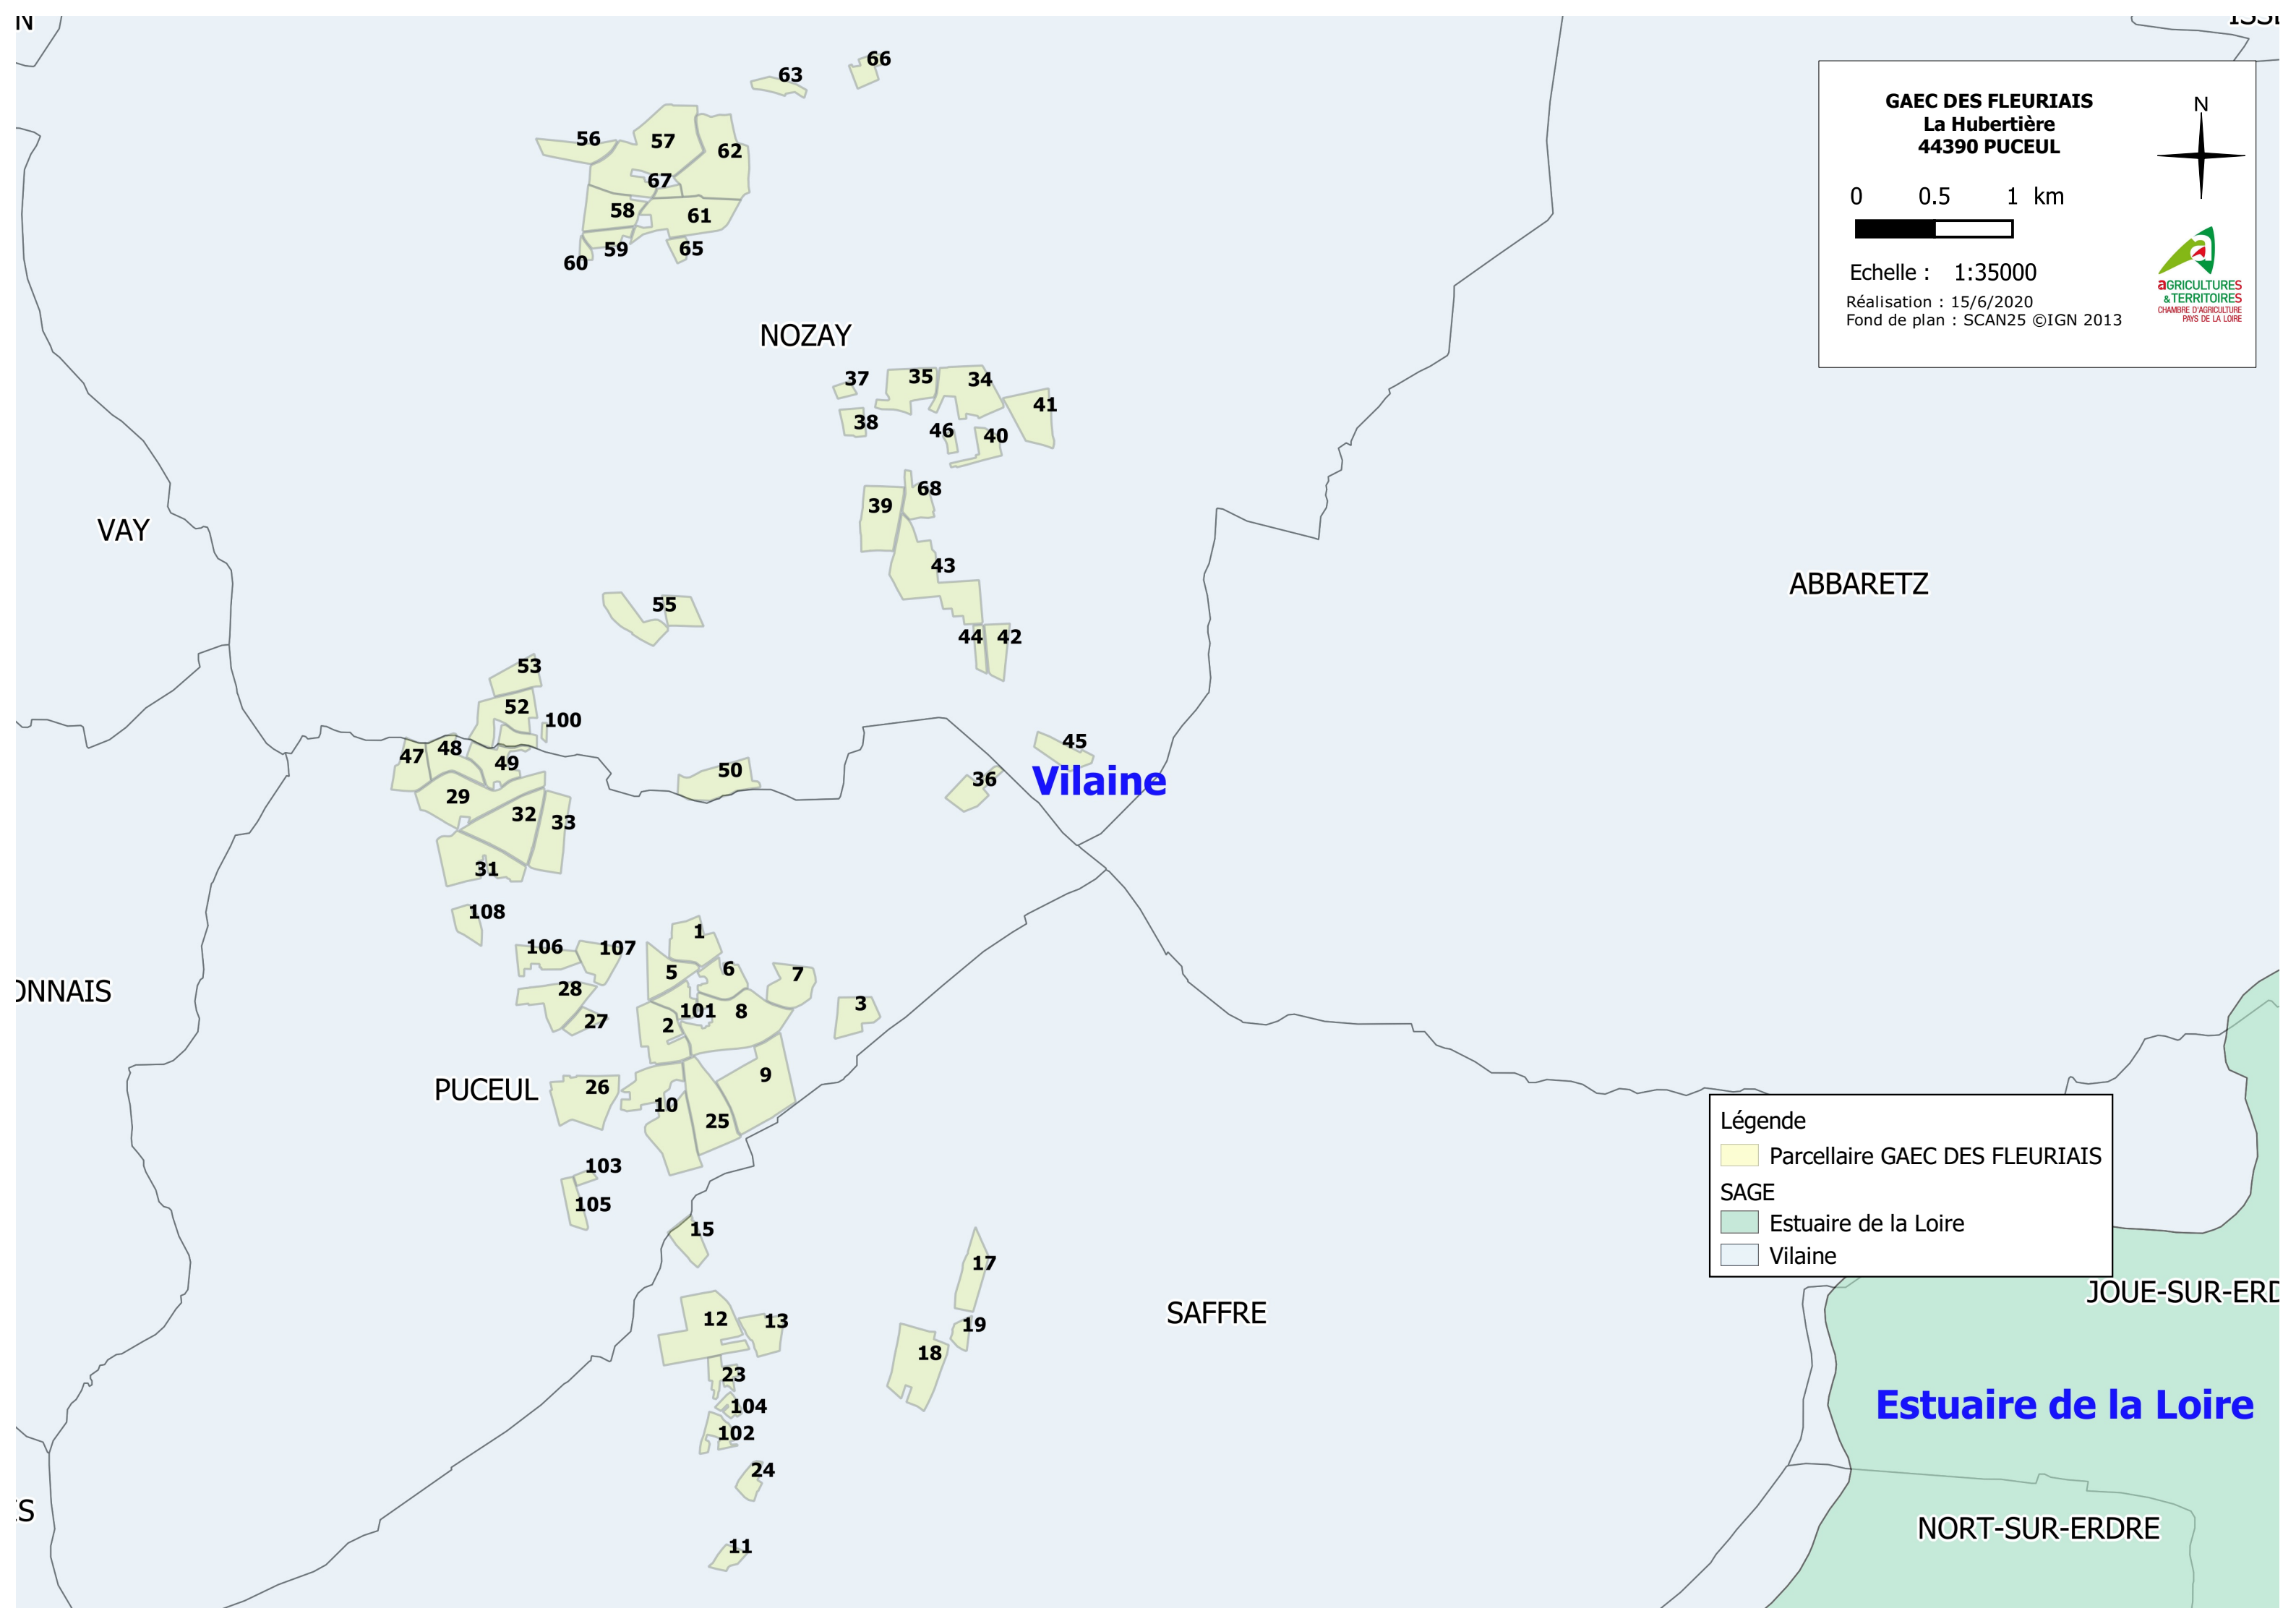 N
ISSE
66
63
GAEC DES FLEURIAIS
La Hubertière
44390 PUCEUL
N
0 0.5 1 km
Echelle : 1:35000
Réalisation : 15/6/2020
Fond de plan : SCAN25 ©IGN 2013
a
aGRICULTURES
&TERRITOIRES
CHAMBRE D'AGRICULTURE
PAYS DE LA LOIRE
56
57
62
67
58
61
59
65
60
NOZAY
37
35
34
41
38
46
40
68
39
VAY
43
ABBARETZ
55
44
42
53
52
100
48
45
47
49
50
36
Vilaine
29
32
33
31
108
106
107
1
5
6
7
28
ONNAIS
101
8
3
27
2
9
26
PUCEUL
10
25
Légende
Parcellaire GAEC DES FLEURIAIS
SAGE
Estuaire de la Loire
Vilaine
103
105
15
17
JOUE-SUR-ERD
SAFFRE
12
13
19
18
23
104
Estuaire de la Loire
102
24
S
NORT-SUR-ERDRE
11